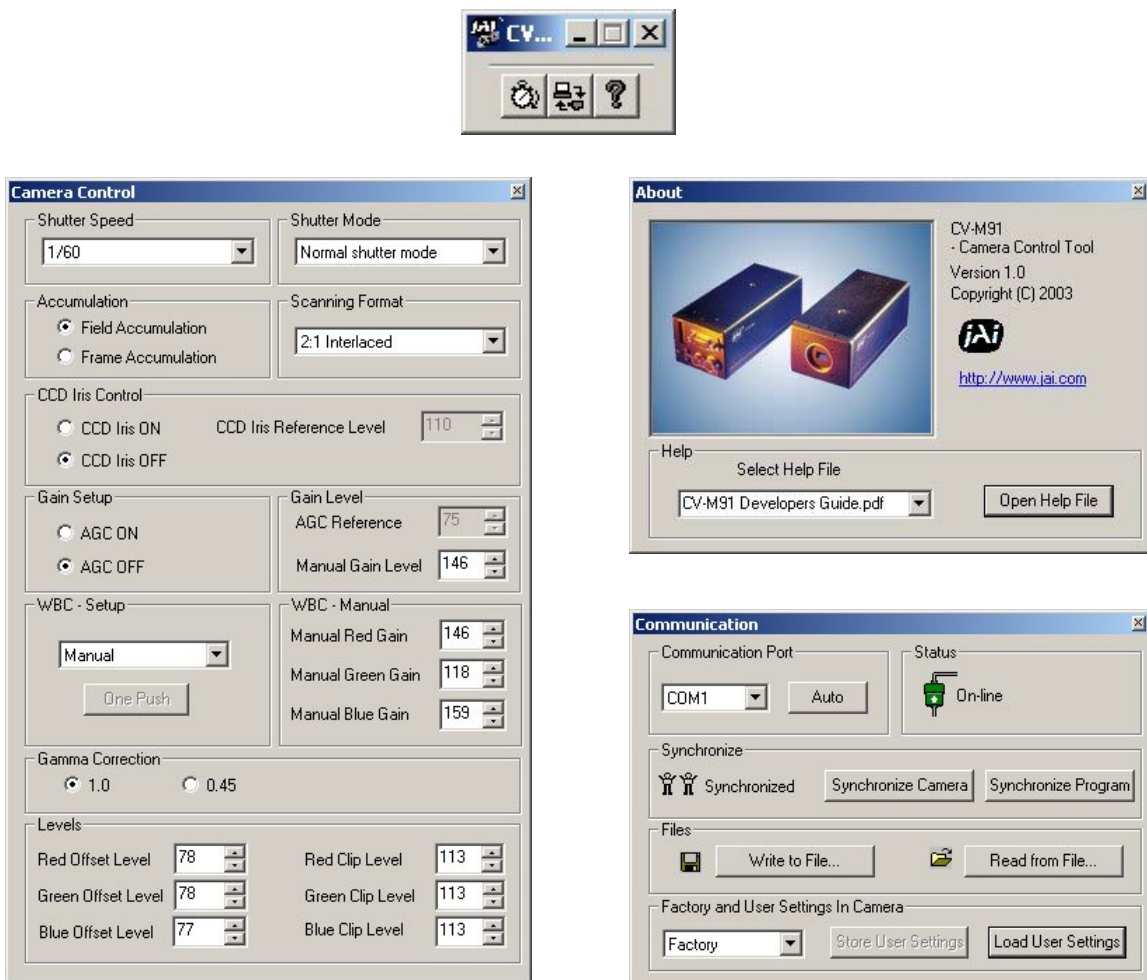 CV...
Camera Control
Shutter Speed
1/60
Shutter Mode
Normal shutter mode
Accumulation
Field Accumulation
Frame Accumulation
Scanning Format
2:1 Interlaced
CCD Iris Control
CCD Iris ON
CCD Iris OFF
CCD Iris Reference Level
110
Gain Setup
AGC ON
AGC OFF
Gain Level
AGC Reference 75
Manual Gain Level 146
WBC - Setup
Manual
One Push
WBC - Manual
Manual Red Gain 146
Manual Green Gain 118
Manual Blue Gain 159
Gamma Correction
1.0 0.45
Levels
Red Offset Level 78 Red Clip Level 113
Green Offset Level 78 Green Clip Level 113
Blue Offset Level 77 Blue Clip Level 113
About
CV-M91
- Camera Control Tool
Version 1.0
Copyright (C) 2003
jAi
http://www.jai.com
Help
Select Help File
CV-M91 Developers Guide.pdf
Open Help File
Communication
Communication Port
COM1
Auto
Status
On-line
Synchronize
Synchronized
Synchronize Camera
Synchronize Program
Files
Write to File...
Read from File...
Factory and User Settings In Camera
Factory
Store User Settings
Load User Settings